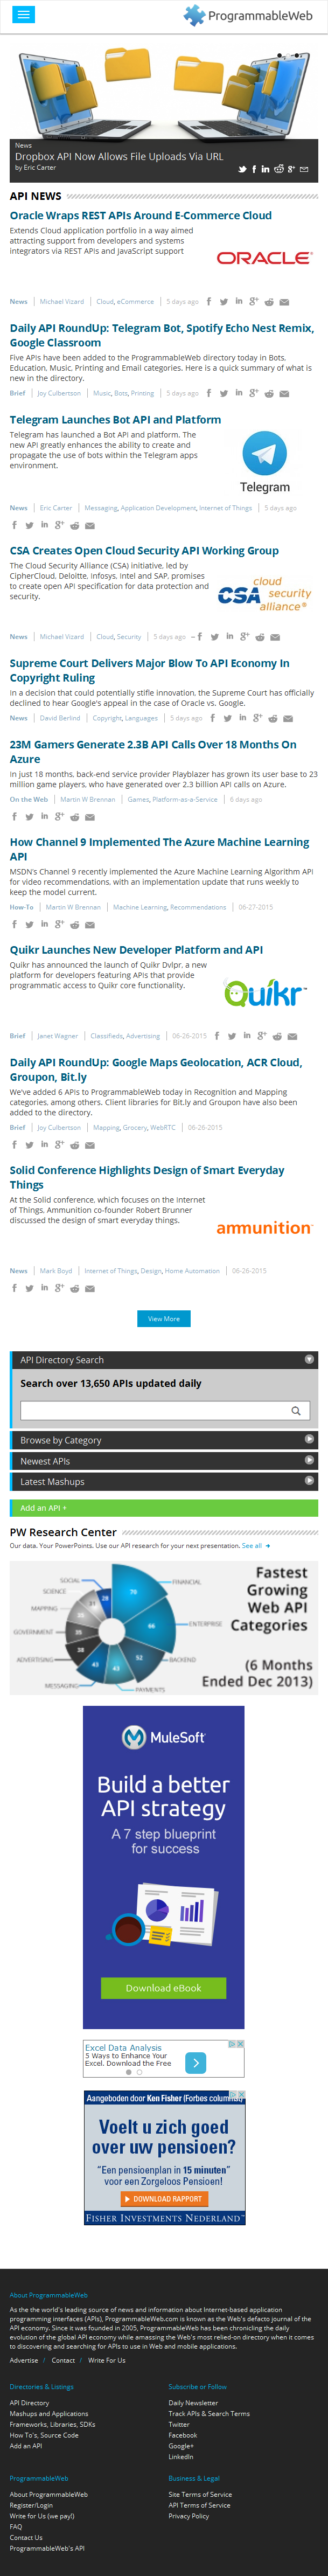 ProgrammableWeb
News
Dropbox API Now Allows File Uploads Via URL
by Eric Carter
API NEWS
Oracle Wraps REST APIs Around E-Commerce Cloud
Extends Cloud application portfolio in a way aimed
attracting support from developers and systems
integrators via REST APIs and JavaScript support
ORACLE
News | Michael Vizard | Cloud, eCommerce | 5 days ago
Daily API RoundUp: Telegram Bot, Spotify Echo Nest Remix,
Google Classroom
Five APIs have been added to the ProgrammableWeb directory today in Bots,
Education, Music, Printing and Email categories. Here is a quick summary of what is
new in the directory.
Brief | Joy Culbertson | Music, Bots, Printing | 5 days ago
Telegram Launches Bot API and Platform
Telegram has launched a Bot API and platform. The
new API greatly enhances the ability to create and
propagate the use of bots within the Telegram apps
environment.
Telegram
News | Eric Carter | Messaging, Application Development, Internet of Things | 5 days ago
CSA Creates Open Cloud Security API Working Group
The Cloud Security Alliance (CSA) initiative, led by
CipherCloud, Deloitte, Infosys, Intel and SAP, promises
to create open API specification for data protection and
security.
CSA cloud security alliance®
News | Michael Vizard | Cloud, Security | 5 days ago
Supreme Court Delivers Major Blow To API Economy In
Copyright Ruling
In a decision that could potentially stifle innovation, the Supreme Court has officially
declined to hear Google's appeal in the case of Oracle vs. Google.
News | David Berlind | Copyright, Languages | 5 days ago
23M Gamers Generate 2.3B API Calls Over 18 Months On
Azure
In just 18 months, back-end service provider Playblazer has grown its user base to 23
million game players, who have generated over 2.3 billion API calls on Azure.
On the Web | Martin W Brennan | Games, Platform-as-a-Service | 6 days ago
How Channel 9 Implemented The Azure Machine Learning
API
MSDN's Channel 9 recently implemented the Azure Machine Learning Algorithm API
for video recommendations, with an implementation update that runs weekly to
keep the model current.
How-To | Martin W Brennan | Machine Learning, Recommendations | 06-27-2015
Quikr Launches New Developer Platform and API
Quikr has announced the launch of Quikr Dvlpr, a new
platform for developers featuring APIs that provide
programmatic access to Quikr core functionality.
Quikr
Brief | Janet Wagner | Classifieds, Advertising | 06-26-2015
Daily API RoundUp: Google Maps Geolocation, ACR Cloud,
Groupon, Bit.ly
We've added 6 APIs to ProgrammableWeb today in Recognition and Mapping
categories, among others. Client libraries for Bit.ly and Groupon have also been
added to the directory.
Brief | Joy Culbertson | Mapping, Grocery, WebRTC | 06-26-2015
Solid Conference Highlights Design of Smart Everyday
Things
At the Solid conference, which focuses on the Internet
of Things, Ammunition co-founder Robert Brunner
discussed the design of smart everyday things.
ammunition
News | Mark Boyd | Internet of Things, Design, Home Automation | 06-26-2015
View More
API Directory Search
Search over 13,650 APIs updated daily
Browse by Category
Newest APIs
Latest Mashups
Add an API +
PW Research Center
Our data. Your PowerPoints. Use our API research for your next presentation. See all
Fastest
Growing
Web API
Categories
(6 Months
Ended Dec 2013)
SOCIAL
SCIENCE
MAPPING
GOVERNMENT
ADVERTISING
MESSAGING
FINANCIAL
ENTERPRISE
BACKEND
PAYMENTS
MuleSoft
Build a better
API strategy
A 7 step blueprint
for success
Download eBook
Excel Data Analysis
5 Ways to Enhance Your
Excel. Download the Free
Aangeboden door Ken Fisher (Forbes columnist)
Voelt u zich goed
over uw pensioen?
"Een pensioenplan in 15 minuten"
voor een Zorgeloos Pensioen!
DOWNLOAD RAPPORT
FISHER INVESTMENTS NEDERLAND
About ProgrammableWeb
As the the world's leading source of news and information about Internet-based application
programming interfaces (APIs), ProgrammableWeb.com is known as the Web's defacto journal of the
API economy. Since it was founded in 2005, ProgrammableWeb has been chronicling the daily
evolution of the global API economy while amassing the Web's most relied-on directory when it comes
to discovering and searching for APIs to use in Web and mobile applications.
Advertise / Contact / Write For Us
Directories & Listings
API Directory
Mashups and Applications
Frameworks, Libraries, SDKs
How To's, Source Code
Add an API
Subscribe or Follow
Daily Newsletter
Track APIs & Search Terms
Twitter
Facebook
Google+
LinkedIn
ProgrammableWeb
About ProgrammableWeb
Register/Login
Write for Us (we pay!)
FAQ
Contact Us
ProgrammableWeb's API
Business & Legal
Site Terms of Service
API Terms of Service
Privacy Policy